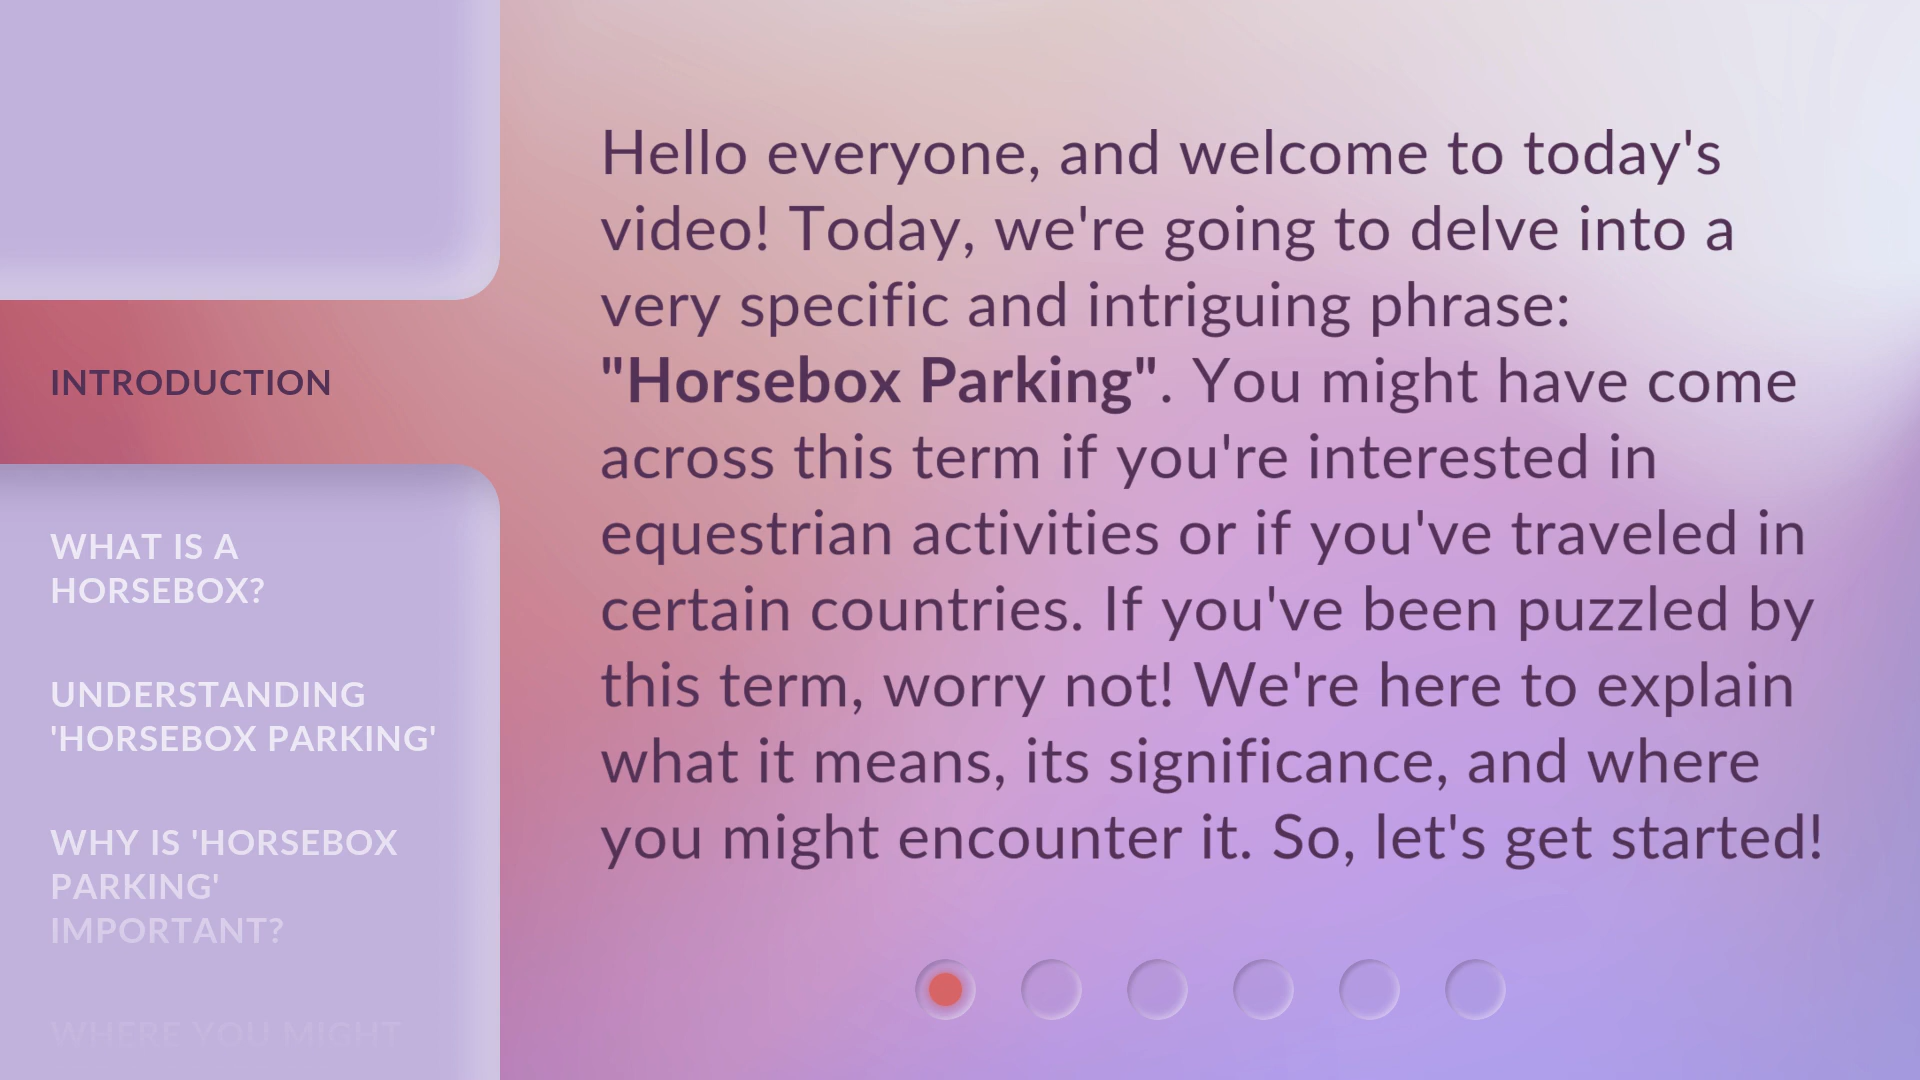 INTRODUCTION
WHAT IS A
HORSEBOX?
UNDERSTANDING
'HORSEBOX PARKING'
WHY IS 'HORSEBOX
PARKING'
IMPORTANT?
WHERE YOU MIGHT
Hello everyone, and welcome to today's
video! Today, we're going to delve into a
very specific and intriguing phrase:
"Horsebox Parking". You might have come
across this term if you're interested in
equestrian activities or if you've traveled in
certain countries. If you've been puzzled by
this term, worry not! We're here to explain
what it means, its significance, and where
you might encounter it. So, let's get started!